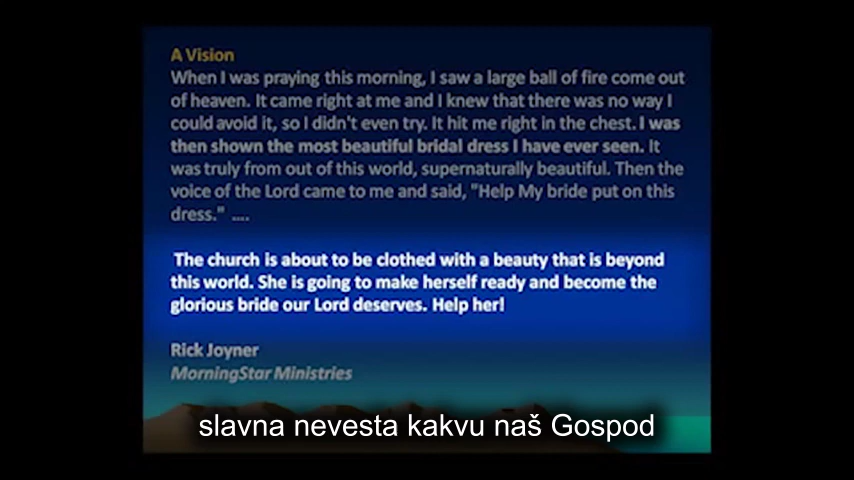 A Vision
When I was praying this morning, I saw a large ball of fire come out
of heaven. It came right at me and I knew that there was no way I
could avoid it, so I didn't even try. It hit me right in the chest. I was
then shown the most beautiful bridal dress I have ever seen. It
was truly from out of this world, supernaturally beautiful. Then the
voice of the Lord came to me and said, "Help My bride put on this
dress." ....
The church is about to be clothed with a beauty that is beyond
this world. She is going to make herself ready and become the
glorious bride our Lord deserves. Help her!
Rick Joyner
MorningStar Ministries
slavna nevesta kakvu naš Gospod